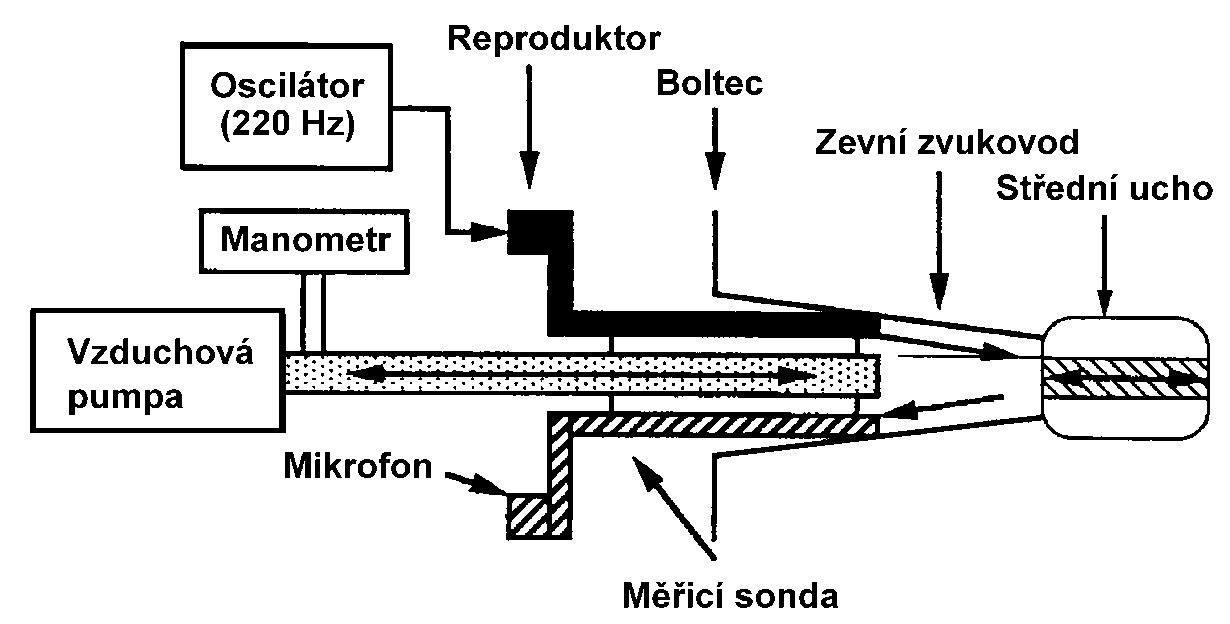 Reproduktor
Oscilátor
(220 Hz)
Boltec
Zevní zvukovod
Střední ucho
Manometr
Vzduchová
pumpa
Mikrofon
Měřicí sonda